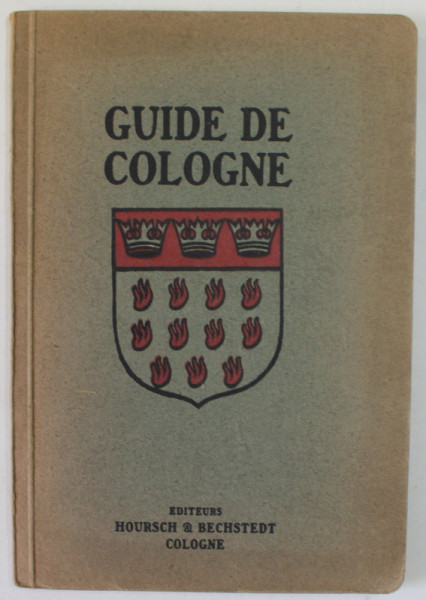 GUIDE DE
COLOGNE
EDITEURS
HOURSCH & BECHSTEDT
COLOGNE